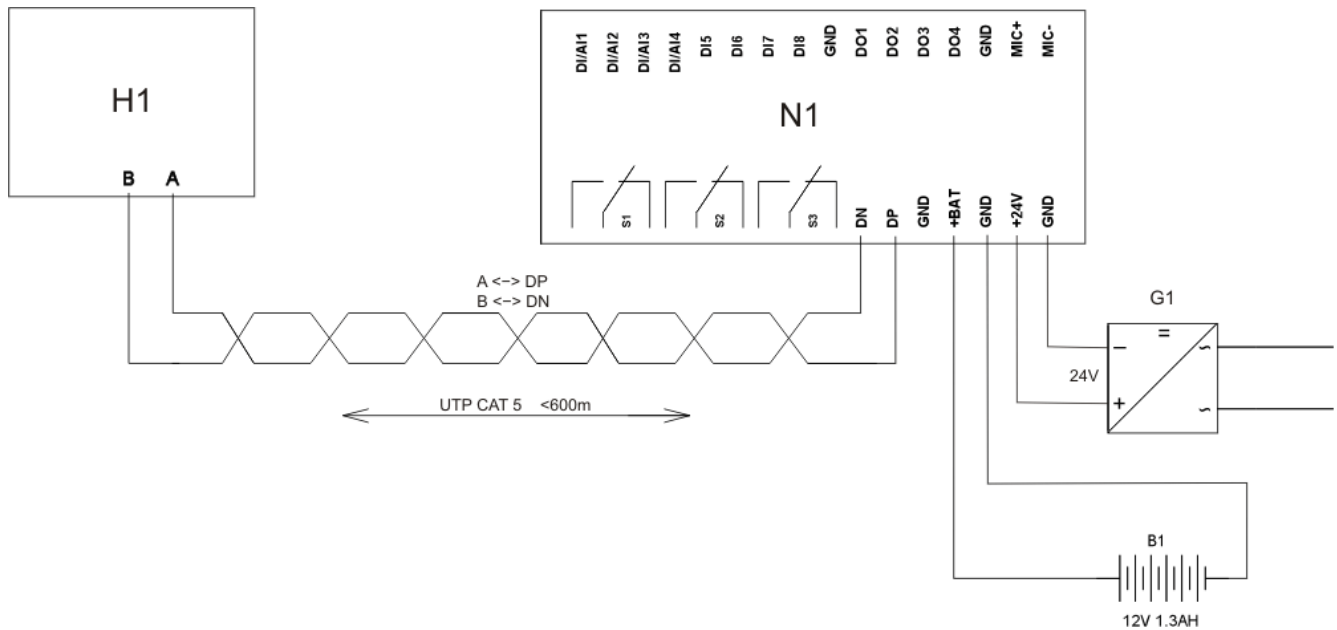 H1
B A
DI/AI1 DI/AI2 DI/AI3 DI/AI4 DI5 DI6 DI7 DI8 GND DO1 DO2 DO3 DO4 GND MIC+ MIC-
N1
S1 S2 S3
DN DP GND +BAT GND +24V GND
A <-> DP
B <-> DN
UTP CAT 5 <600m
G1
=
− ~
24V
+ ~
B1
12V 1.3AH